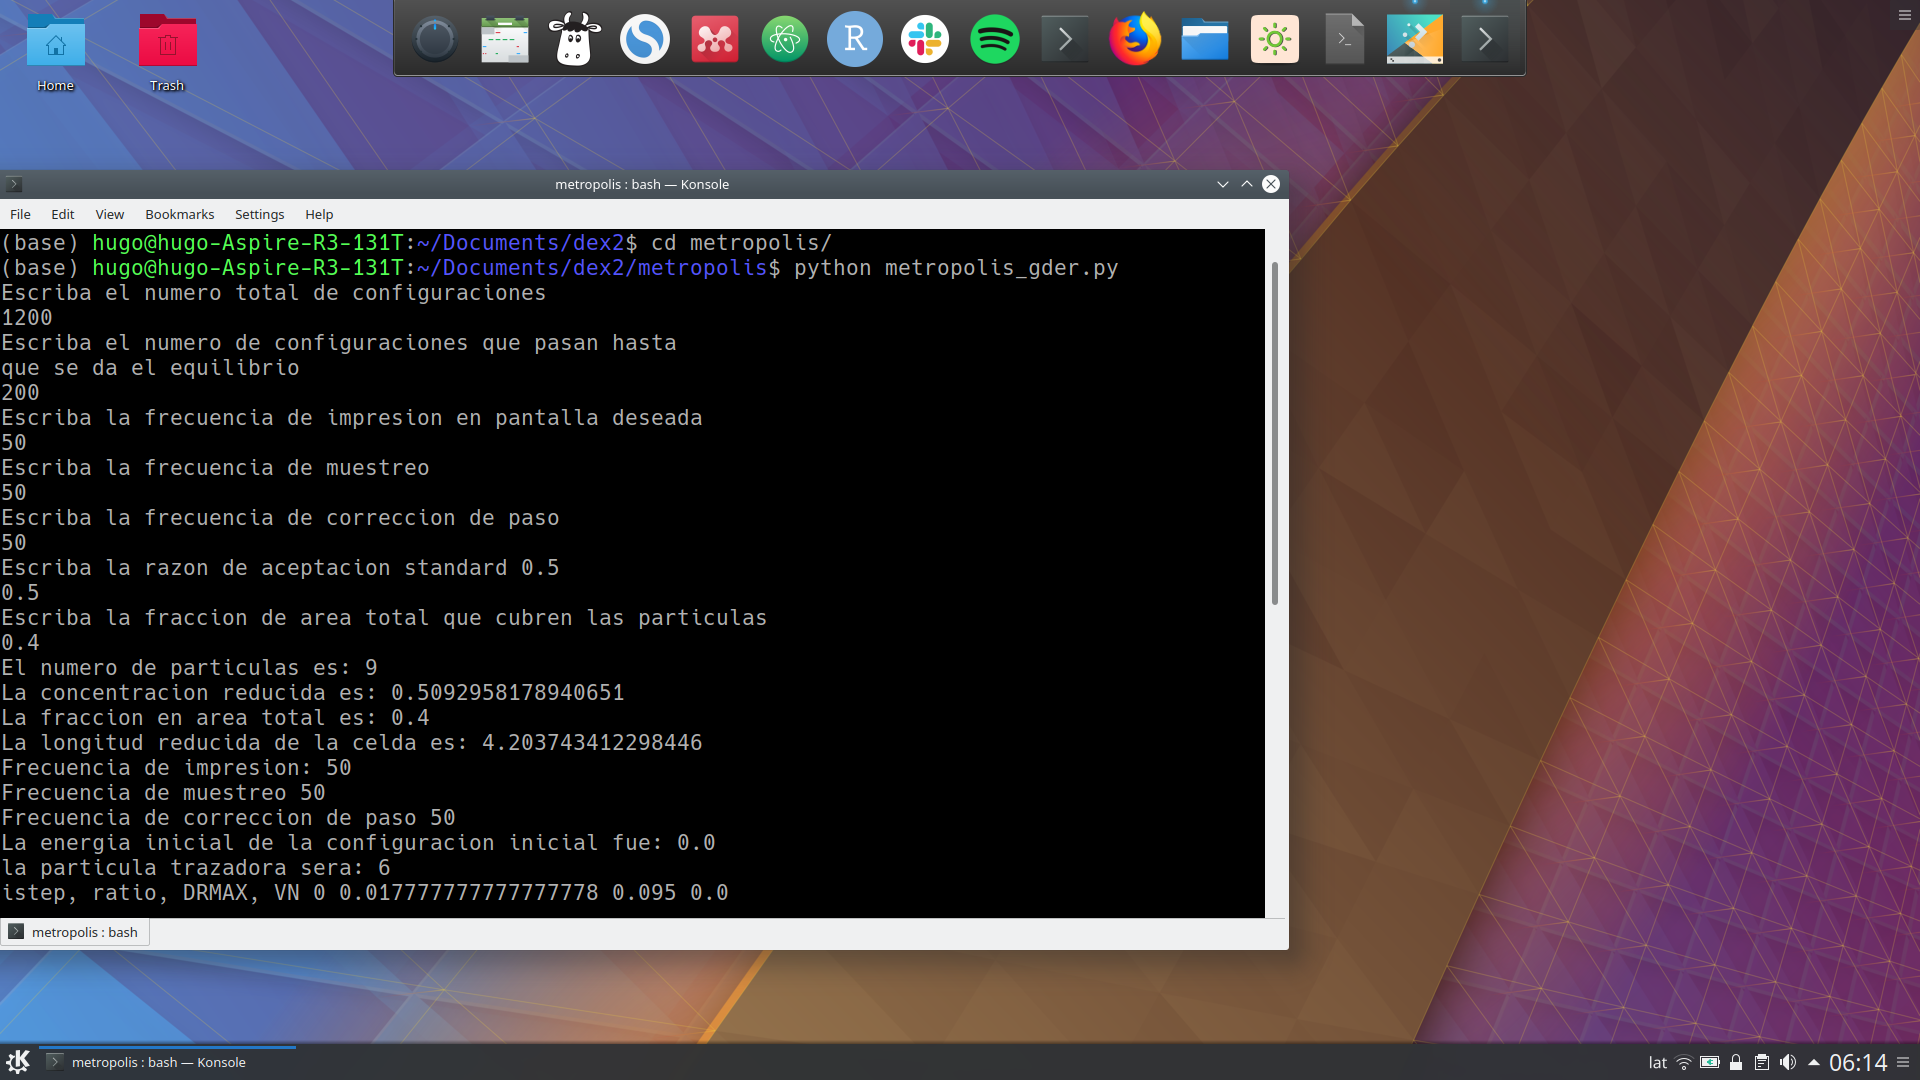 Home
Trash
R
metropolis : bash — Konsole
File Edit View Bookmarks Settings Help
(base) hugo@hugo-Aspire-R3-131T:~/Documents/dex2$ cd metropolis/
(base) hugo@hugo-Aspire-R3-131T:~/Documents/dex2/metropolis$ python metropolis_gder.py
Escriba el numero total de configuraciones
1200
Escriba el numero de configuraciones que pasan hasta
que se da el equilibrio
200
Escriba la frecuencia de impresion en pantalla deseada
50
Escriba la frecuencia de muestreo
50
Escriba la frecuencia de correccion de paso
50
Escriba la razon de aceptacion standard 0.5
0.5
Escriba la fraccion de area total que cubren las particulas
0.4
El numero de particulas es: 9
La concentracion reducida es: 0.5092958178940651
La fraccion en area total es: 0.4
La longitud reducida de la celda es: 4.203743412298446
Frecuencia de impresion: 50
Frecuencia de muestreo 50
Frecuencia de correccion de paso 50
La energia inicial de la configuracion inicial fue: 0.0
la particula trazadora sera: 6
istep, ratio, DRMAX, VN 0 0.017777777777777778 0.095 0.0
metropolis : bash
metropolis : bash — Konsole
lat
06:14